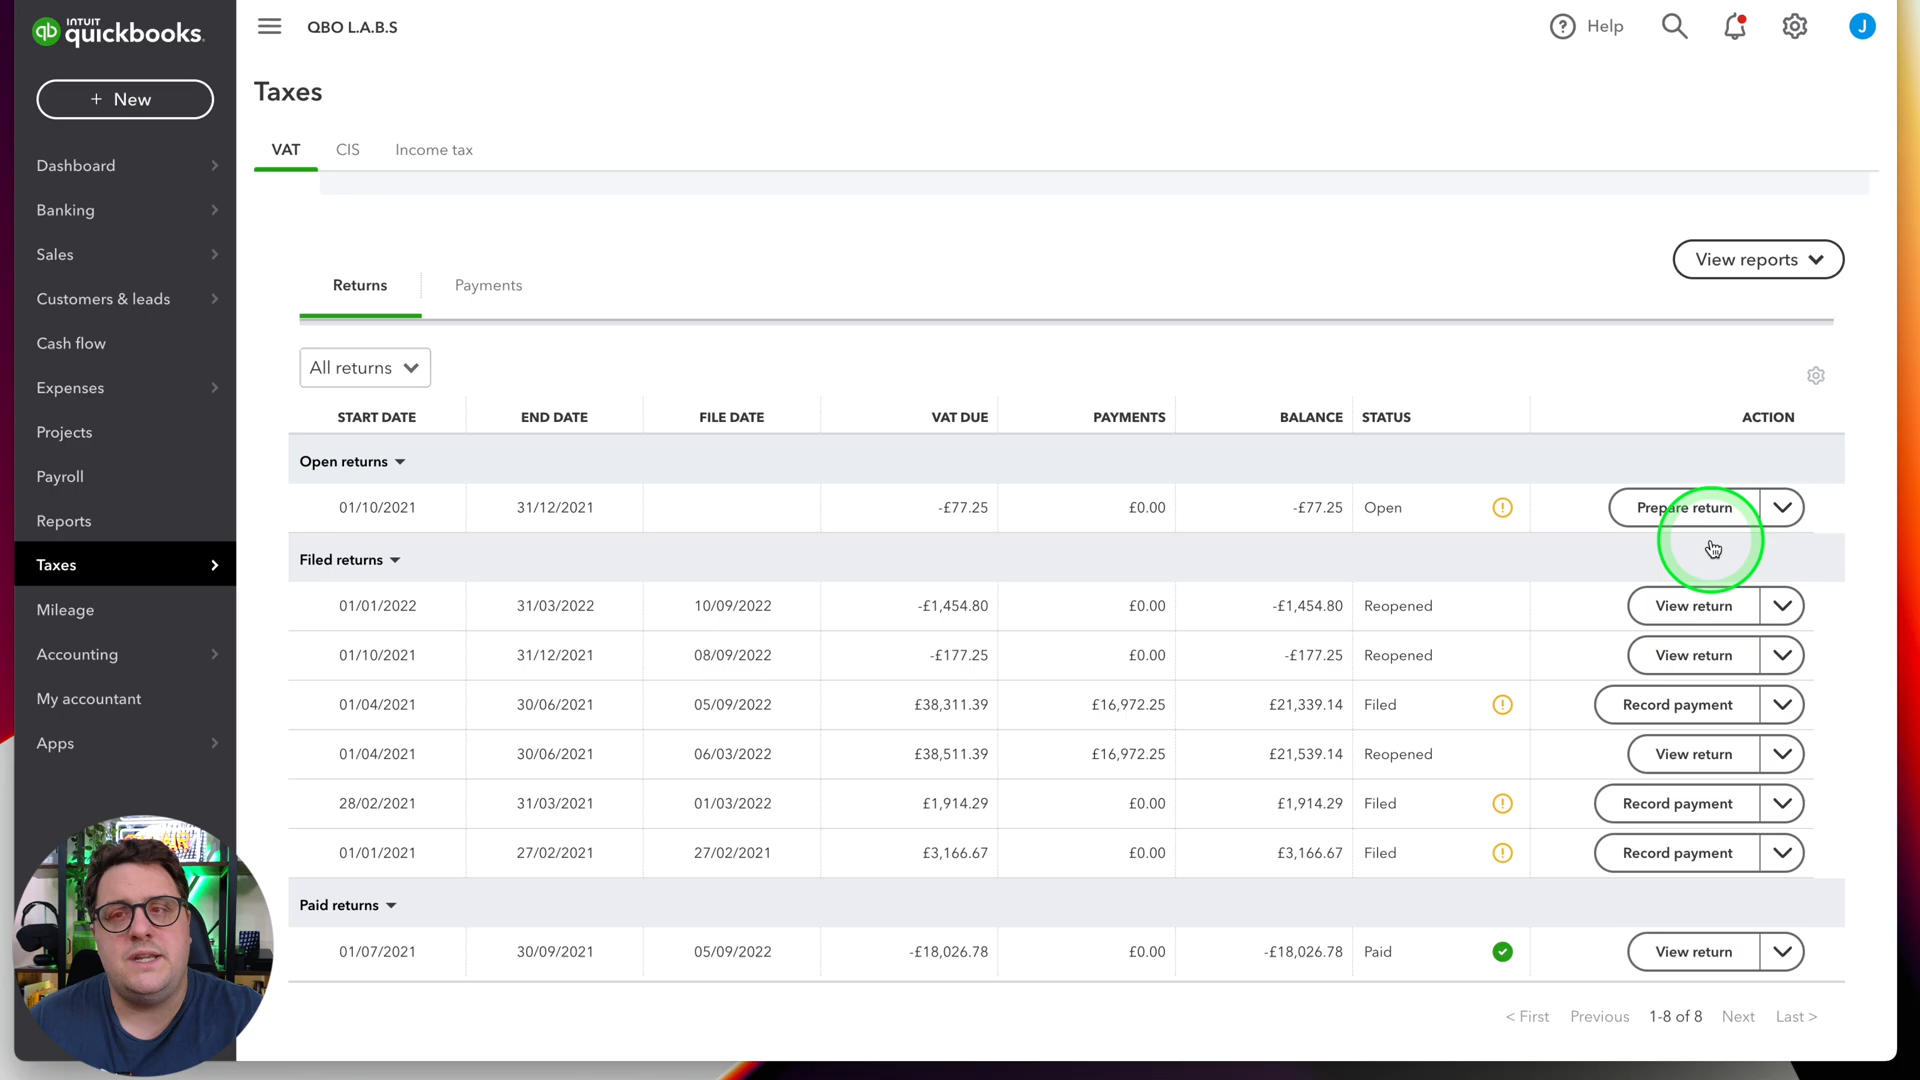 INTUIT
qb quickbooks.
QBO L.A.B.S
Help
J
+ New
Taxes
VAT CIS Income tax
Dashboard
Banking
Sales
Customers & leads
Cash flow
Expenses
Projects
Payroll
Reports
Taxes
Mileage
Accounting
My accountant
Apps
View reports
Returns Payments
All returns
START DATE END DATE FILE DATE VAT DUE PAYMENTS BALANCE STATUS ACTION
Open returns
01/10/2021 31/12/2021 -£77.25 £0.00 -£77.25 Open Prepare return
Filed returns
01/01/2022 31/03/2022 10/09/2022 -£1,454.80 £0.00 -£1,454.80 Reopened View return
01/10/2021 31/12/2021 08/09/2022 -£177.25 £0.00 -£177.25 Reopened View return
01/04/2021 30/06/2021 05/09/2022 £38,311.39 £16,972.25 £21,339.14 Filed Record payment
01/04/2021 30/06/2021 06/03/2022 £38,511.39 £16,972.25 £21,539.14 Reopened View return
28/02/2021 31/03/2021 01/03/2022 £1,914.29 £0.00 £1,914.29 Filed Record payment
01/01/2021 27/02/2021 27/02/2021 £3,166.67 £0.00 £3,166.67 Filed Record payment
Paid returns
01/07/2021 30/09/2021 05/09/2022 -£18,026.78 £0.00 -£18,026.78 Paid View return
< First Previous 1-8 of 8 Next Last >